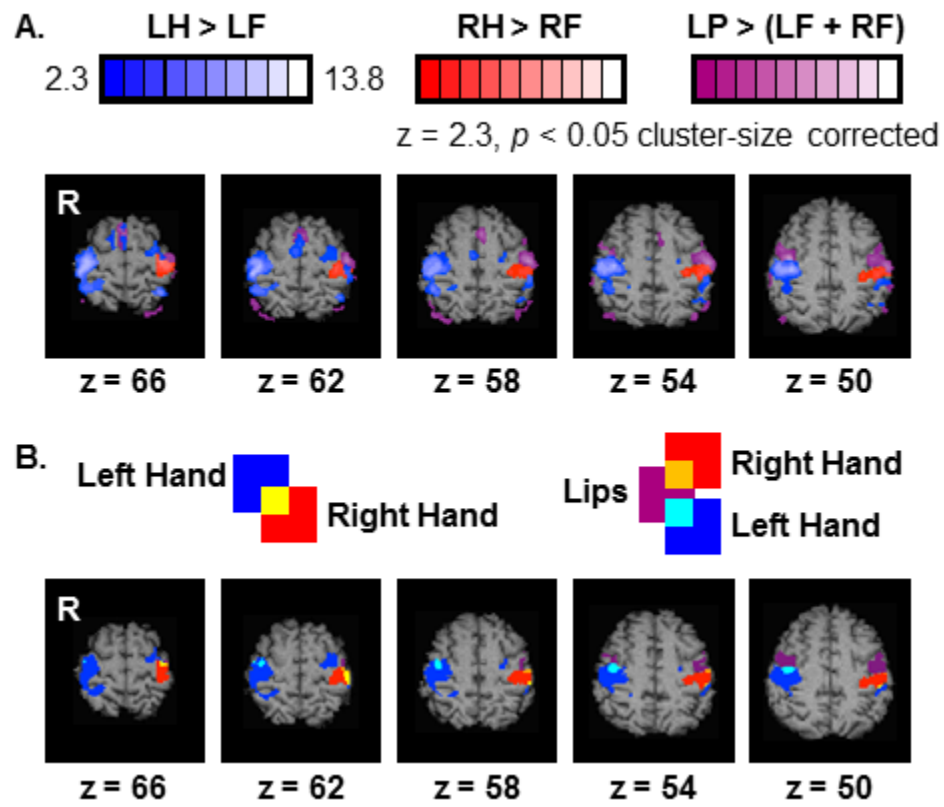 A.
LH > LF
RH > RF
LP > (LF + RF)
2.3
13.8
z = 2.3, p < 0.05 cluster-size corrected
R
z = 66
z = 62
z = 58
z = 54
z = 50
B.
Left Hand
Right Hand
Lips
Right Hand
Left Hand
R
z = 66
z = 62
z = 58
z = 54
z = 50